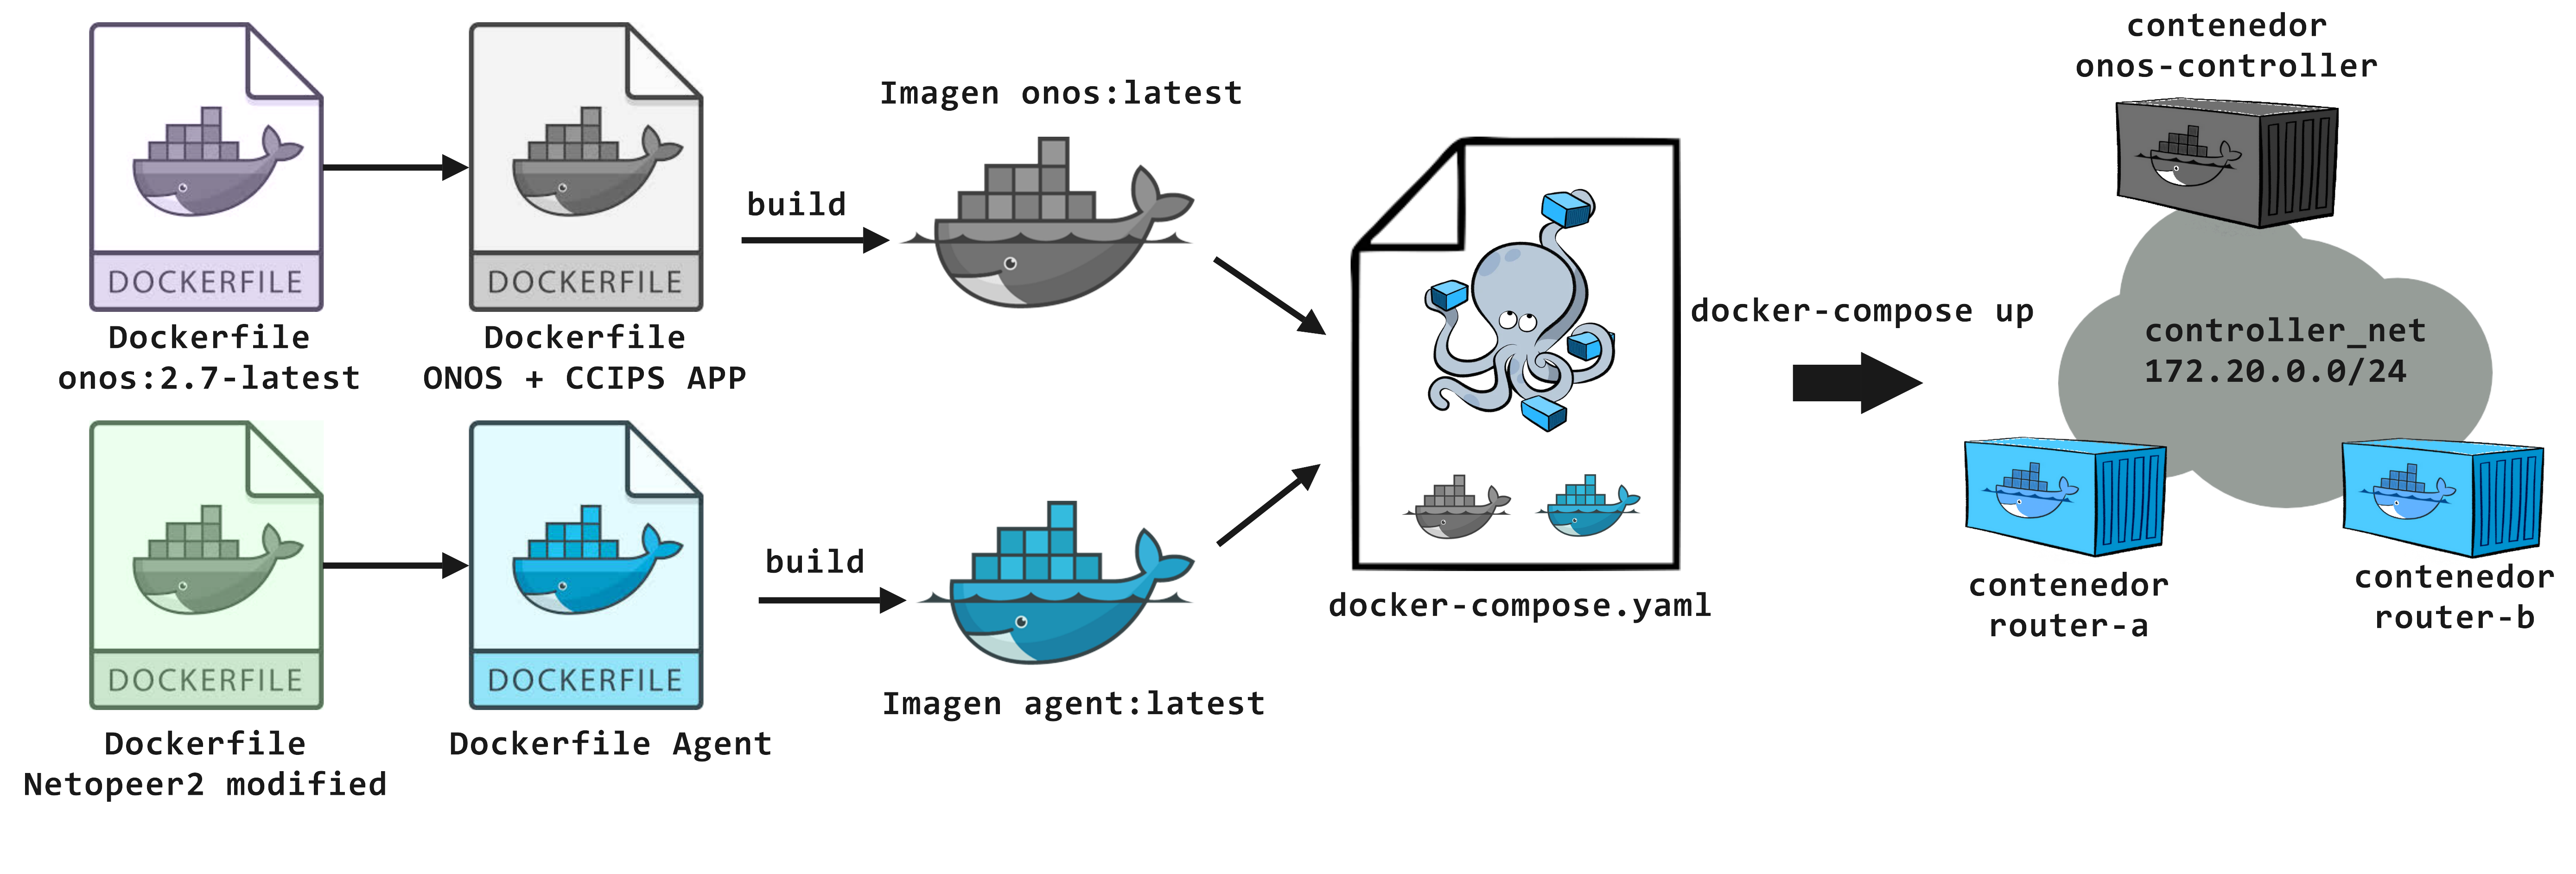 DOCKERFILE
Dockerfile
onos:2.7-latest
DOCKERFILE
Dockerfile
ONOS + CCIPS APP
build
Imagen onos:latest
DOCKERFILE
Dockerfile
Netopeer2 modified
DOCKERFILE
Dockerfile Agent
build
Imagen agent:latest
docker-compose.yaml
docker-compose up
contenedor
onos-controller
controller_net
172.20.0.0/24
contenedor
router-a
contenedor
router-b